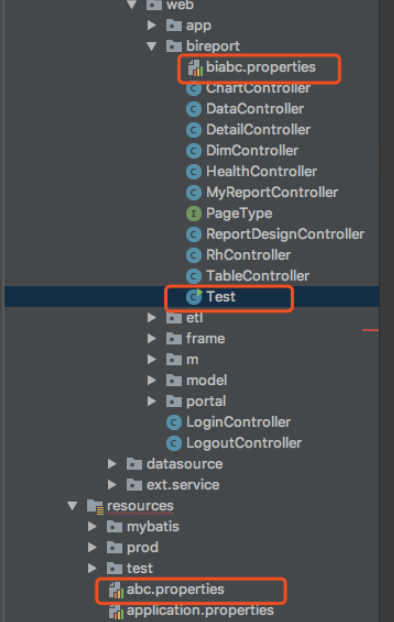 web
app
bireport
biabc.properties
ChartController
DataController
DetailController
DimController
HealthController
MyReportController
PageType
ReportDesignController
RhController
TableController
Test
etl
frame
m
model
portal
LoginController
LogoutController
datasource
ext.service
resources
mybatis
prod
test
abc.properties
application.properties